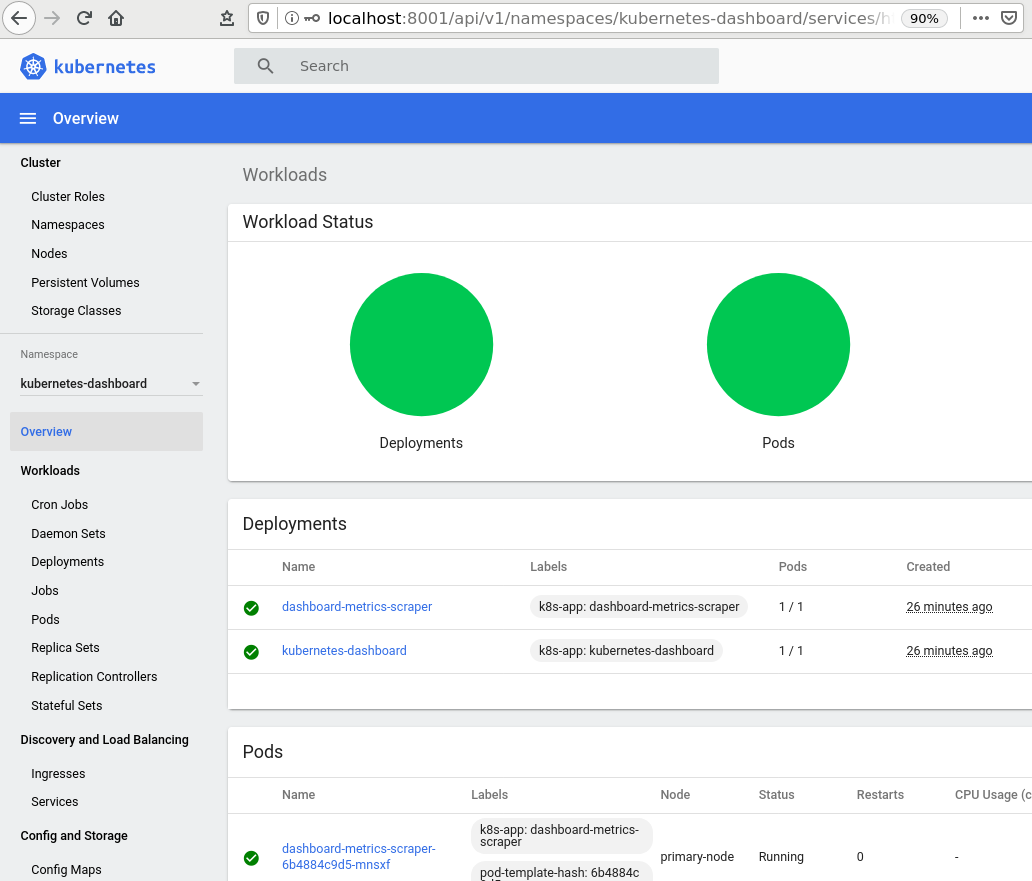 localhost:8001/api/v1/namespaces/kubernetes-dashboard/services/h
90%
kubernetes
Search
Overview
Cluster
Cluster Roles
Namespaces
Nodes
Persistent Volumes
Storage Classes
Namespace
kubernetes-dashboard
Overview
Workloads
Cron Jobs
Daemon Sets
Deployments
Jobs
Pods
Replica Sets
Replication Controllers
Stateful Sets
Discovery and Load Balancing
Ingresses
Services
Config and Storage
Config Maps
Workloads
Workload Status
Deployments
Pods
Deployments
Name Labels Pods Created
dashboard-metrics-scraper k8s-app: dashboard-metrics-scraper 1 / 1 26 minutes ago
kubernetes-dashboard k8s-app: kubernetes-dashboard 1 / 1 26 minutes ago
Pods
Name Labels Node Status Restarts CPU Usage (c
dashboard-metrics-scraper-
6b4884c9d5-mnsxf
k8s-app: dashboard-metrics-
scraper
pod-template-hash: 6b4884c
primary-node Running 0 -